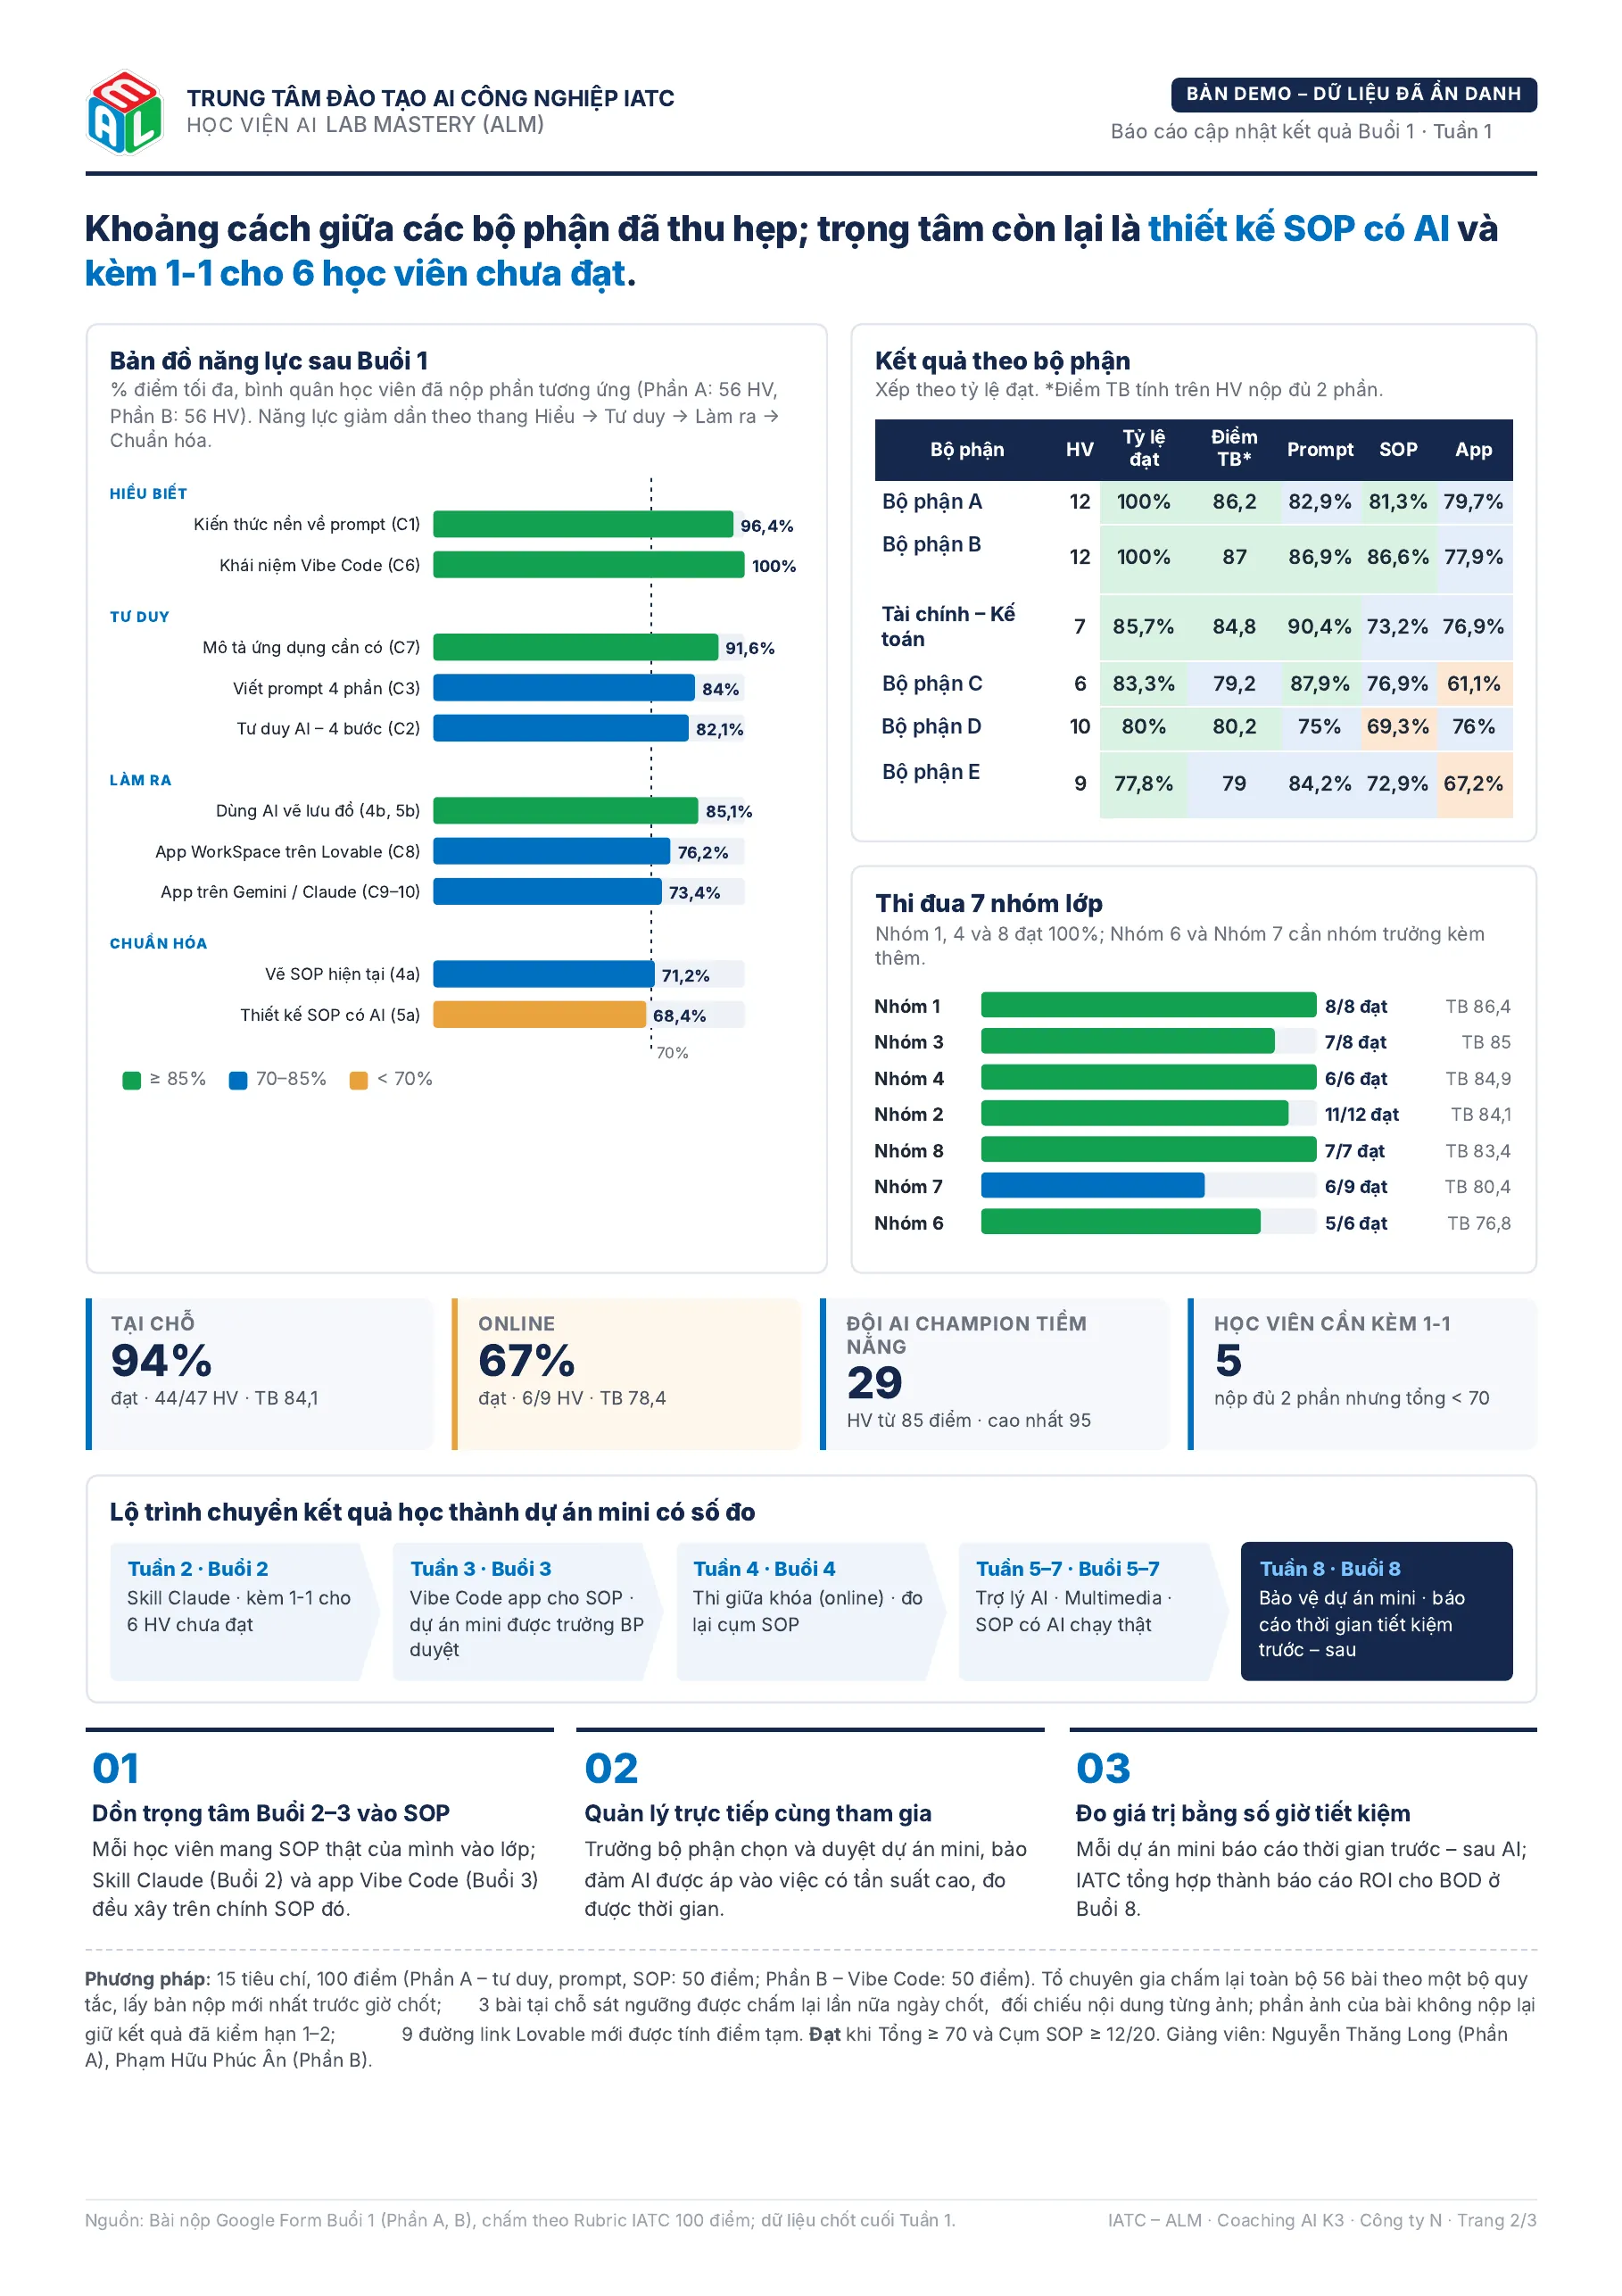 TRUNG TÂM ĐÀO TẠO AI CÔNG NGHIỆP IATC
HỌC VIỆN AI LAB MASTERY (ALM)
BẢN DEMO – DỮ LIỆU ĐÃ ẨN DANH
Báo cáo cập nhật kết quả Buổi 1 · Tuần 1
Khoảng cách giữa các bộ phận đã thu hẹp; trọng tâm còn lại là thiết kế SOP có AI và
kèm 1-1 cho 6 học viên chưa đạt.
Bản đồ năng lực sau Buổi 1
% điểm tối đa, bình quân học viên đã nộp phần tương ứng (Phần A: 56 HV,
Phần B: 56 HV). Năng lực giảm dần theo thang Hiểu → Tư duy → Làm ra →
Chuẩn hóa.
HIỂU BIẾT
Kiến thức nền về prompt (C1) 96,4%
Khái niệm Vibe Code (C6) 100%
TƯ DUY
Mô tả ứng dụng cần có (C7) 91,6%
Viết prompt 4 phần (C3) 84%
Tư duy AI – 4 bước (C2) 82,1%
LÀM RA
Dùng AI vẽ lưu đồ (4b, 5b) 85,1%
App WorkSpace trên Lovable (C8) 76,2%
App trên Gemini / Claude (C9–10) 73,4%
CHUẨN HÓA
Vẽ SOP hiện tại (4a) 71,2%
Thiết kế SOP có AI (5a) 68,4%
70%
≥ 85% 70–85% < 70%
Kết quả theo bộ phận
Xếp theo tỷ lệ đạt. *Điểm TB tính trên HV nộp đủ 2 phần.
Bộ phận HV Tỷ lệ đạt Điểm TB* Prompt SOP App
Bộ phận A 12 100% 86,2 82,9% 81,3% 79,7%
Bộ phận B 12 100% 87 86,9% 86,6% 77,9%
Tài chính – Kế toán 7 85,7% 84,8 90,4% 73,2% 76,9%
Bộ phận C 6 83,3% 79,2 87,9% 76,9% 61,1%
Bộ phận D 10 80% 80,2 75% 69,3% 76%
Bộ phận E 9 77,8% 79 84,2% 72,9% 67,2%
Thi đua 7 nhóm lớp
Nhóm 1, 4 và 8 đạt 100%; Nhóm 6 và Nhóm 7 cần nhóm trưởng kèm
thêm.
Nhóm 1 8/8 đạt TB 86,4
Nhóm 3 7/8 đạt TB 85
Nhóm 4 6/6 đạt TB 84,9
Nhóm 2 11/12 đạt TB 84,1
Nhóm 8 7/7 đạt TB 83,4
Nhóm 7 6/9 đạt TB 80,4
Nhóm 6 5/6 đạt TB 76,8
TẠI CHỖ
94%
đạt · 44/47 HV · TB 84,1
ONLINE
67%
đạt · 6/9 HV · TB 78,4
ĐỘI AI CHAMPION TIỀM
NĂNG
29
HV từ 85 điểm · cao nhất 95
HỌC VIÊN CẦN KÈM 1-1
5
nộp đủ 2 phần nhưng tổng < 70
Lộ trình chuyển kết quả học thành dự án mini có số đo
Tuần 2 · Buổi 2
Skill Claude · kèm 1-1 cho
6 HV chưa đạt
Tuần 3 · Buổi 3
Vibe Code app cho SOP ·
dự án mini được trưởng BP
duyệt
Tuần 4 · Buổi 4
Thi giữa khóa (online) · đo
lại cụm SOP
Tuần 5–7 · Buổi 5–7
Trợ lý AI · Multimedia ·
SOP có AI chạy thật
Tuần 8 · Buổi 8
Bảo vệ dự án mini · báo
cáo thời gian tiết kiệm
trước – sau
01
Dồn trọng tâm Buổi 2–3 vào SOP
Mỗi học viên mang SOP thật của mình vào lớp;
Skill Claude (Buổi 2) và app Vibe Code (Buổi 3)
đều xây trên chính SOP đó.
02
Quản lý trực tiếp cùng tham gia
Trưởng bộ phận chọn và duyệt dự án mini, bảo
đảm AI được áp vào việc có tần suất cao, đo
được thời gian.
03
Đo giá trị bằng số giờ tiết kiệm
Mỗi dự án mini báo cáo thời gian trước – sau AI;
IATC tổng hợp thành báo cáo ROI cho BOD ở
Buổi 8.
Phương pháp: 15 tiêu chí, 100 điểm (Phần A – tư duy, prompt, SOP: 50 điểm; Phần B – Vibe Code: 50 điểm). Tổ chuyên gia chấm lại toàn bộ 56 bài theo một bộ quy
tắc, lấy bản nộp mới nhất trước giờ chốt; 3 bài tại chỗ sát ngưỡng được chấm lại lần nữa ngày chốt, đối chiếu nội dung từng ảnh; phần ảnh của bài không nộp lại
giữ kết quả đã kiểm hạn 1–2; 9 đường link Lovable mới được tính điểm tạm. Đạt khi Tổng ≥ 70 và Cụm SOP ≥ 12/20. Giảng viên: Nguyễn Thăng Long (Phần
A), Phạm Hữu Phúc Ân (Phần B).
Nguồn: Bài nộp Google Form Buổi 1 (Phần A, B), chấm theo Rubric IATC 100 điểm; dữ liệu chốt cuối Tuần 1.
IATC – ALM · Coaching AI K3 · Công ty N · Trang 2/3